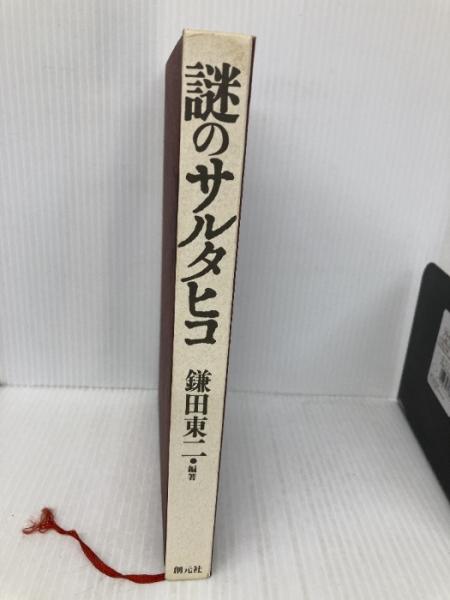 謎のサルタヒコ
鎌田東二●編著
創元社